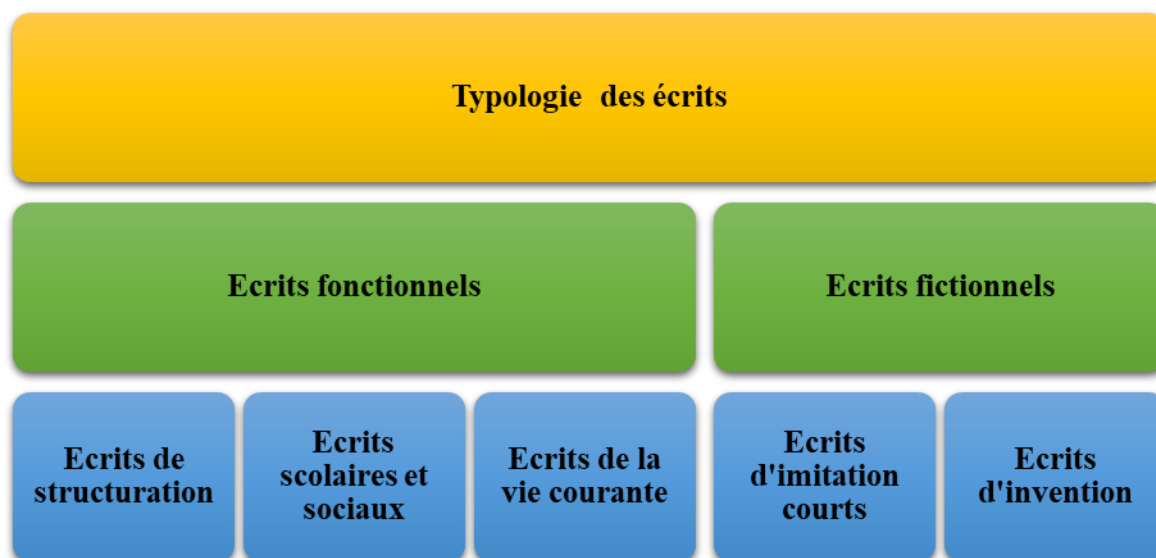 Typologie des écrits
Ecrits fonctionnels
Ecrits fictionnels
Ecrits de
structuration
Ecrits
scolaires et
sociaux
Ecrits de la
vie courante
Ecrits
d'imitation
courts
Ecrits
d'invention